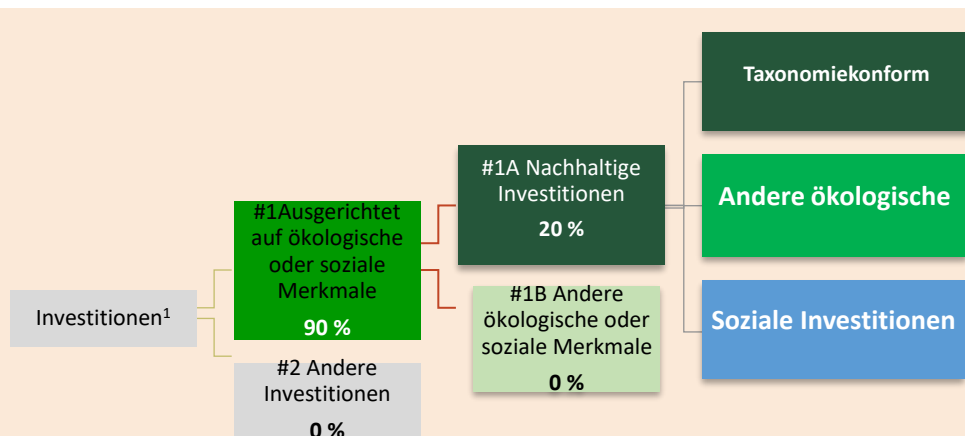 Investitionen¹
#1Ausgerichtet
auf ökologische
oder soziale
Merkmale
90 %
#2 Andere
Investitionen
0 %
#1A Nachhaltige
Investitionen
20 %
#1B Andere
ökologische oder
soziale Merkmale
0 %
Taxonomiekonform
Andere ökologische
Soziale Investitionen